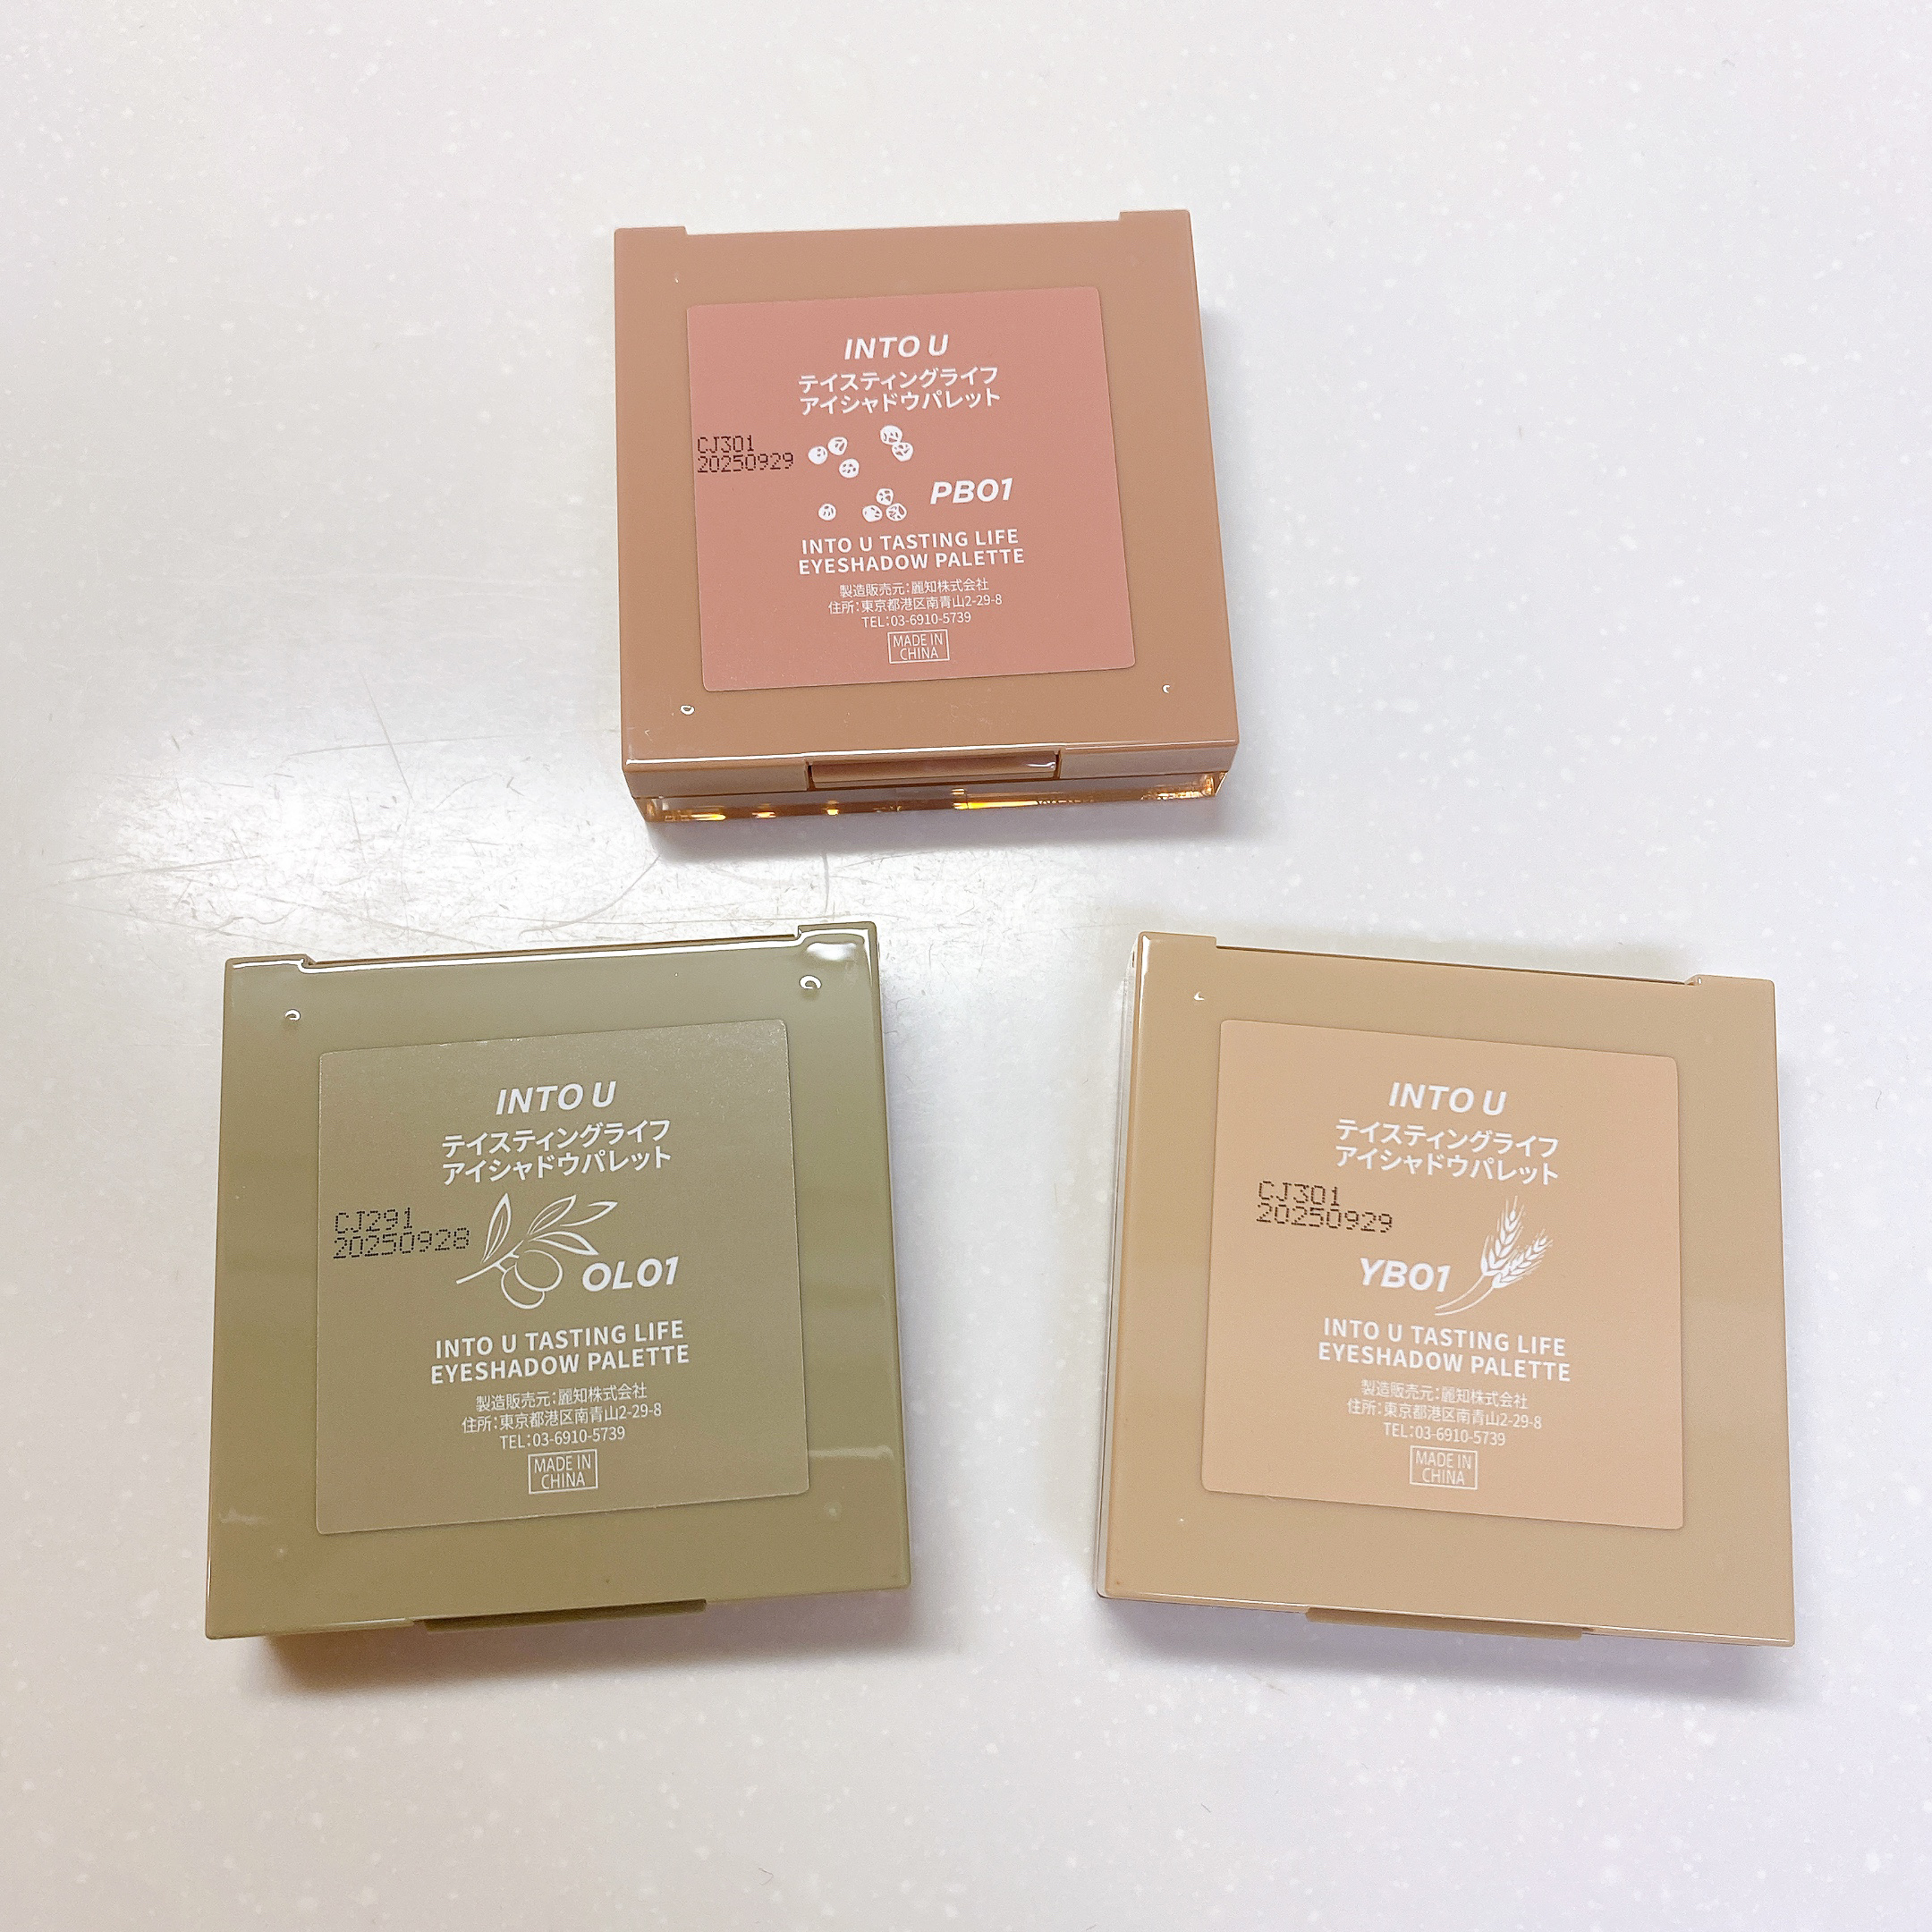 INTO U
テイスティングライフ
アイシャドウパレット
CJ301
20250929
PB01
INTO U TASTING LIFE
EYESHADOW PALETTE
製造販売元：麗知株式会社
住所：東京都港区南青山2-29-8
TEL：03-6910-5739
MADE IN
CHINA
INTO U
テイスティングライフ
アイシャドウパレット
CJ291
20250928
OL01
INTO U TASTING LIFE
EYESHADOW PALETTE
製造販売元：麗知株式会社
住所：東京都港区南青山2-29-8
TEL：03-6910-5739
MADE IN
CHINA
INTO U
テイスティングライフ
アイシャドウパレット
CJ301
20250929
YB01
INTO U TASTING LIFE
EYESHADOW PALETTE
製造販売元：麗知株式会社
住所：東京都港区南青山2-29-8
TEL：03-6910-5739
MADE IN
CHINA